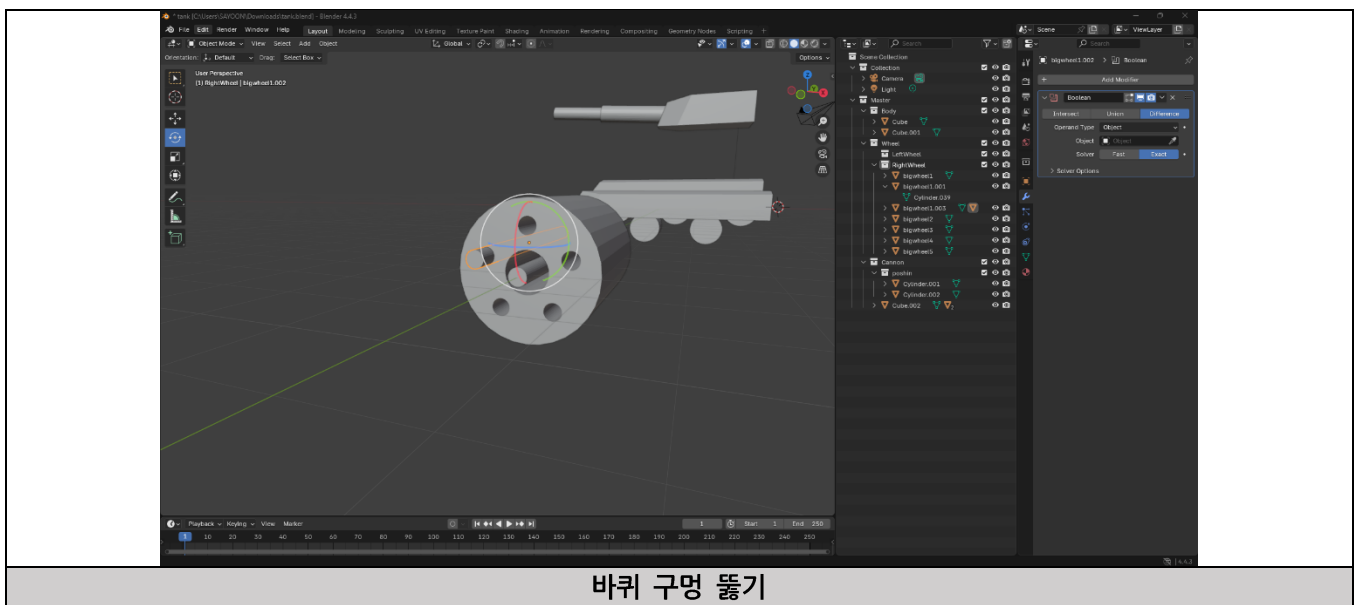 * tank [C:\Users\SAYOON\Downloads\tank.blend] - Blender 4.4.3
File Edit Render Window Help Layout Modeling Sculpting UV Editing Texture Paint Shading Animation Rendering Compositing Geometry Nodes Scripting + Scene ViewLayer
Object Mode View Select Add Object Global Search Search
Orientation: Default Drag: Select Box Options
User Perspective
(1) RightWheel | bigwheel1.002
Scene Collection
Collection
Camera
Light
Master
Body
Cube
Cube.001
Wheel
LeftWheel
RightWheel
bigwheel1
bigwheel1.001
Cylinder.039
bigwheel1.003
bigwheel2
bigwheel3
bigwheel4
bigwheel5
Cannon
poshin
Cylinder.001
Cylinder.002
Cube.002
bigwheel1.002 > Boolean
+ Add Modifier
Boolean
Intersect Union Difference
Operand Type Object
Object Object
Solver Fast Exact
Solver Options
Z
Y
X
Playback Keying View Marker 1 Start 1 End 250
1 10 20 30 40 50 60 70 80 90 100 110 120 130 140 150 160 170 180 190 200 210 220 230 240 250
4.4.3
바퀴 구멍 뚫기